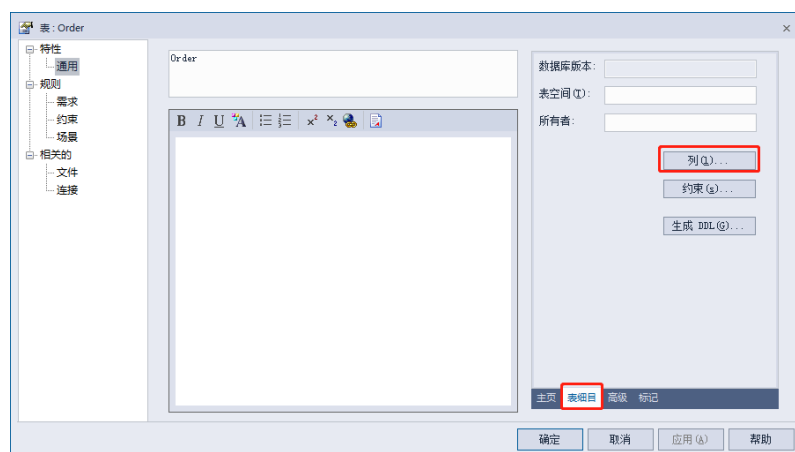 表 : Order
特性
通用
规则
需求
约束
场景
相关的
文件
连接
Order
B I U A x² ×₂
数据库版本:
表空间(T):
所有者:
列(L)...
约束(s)...
生成 DDL(G)...
主页 表细目 高级 标记
确定 取消 应用(A) 帮助